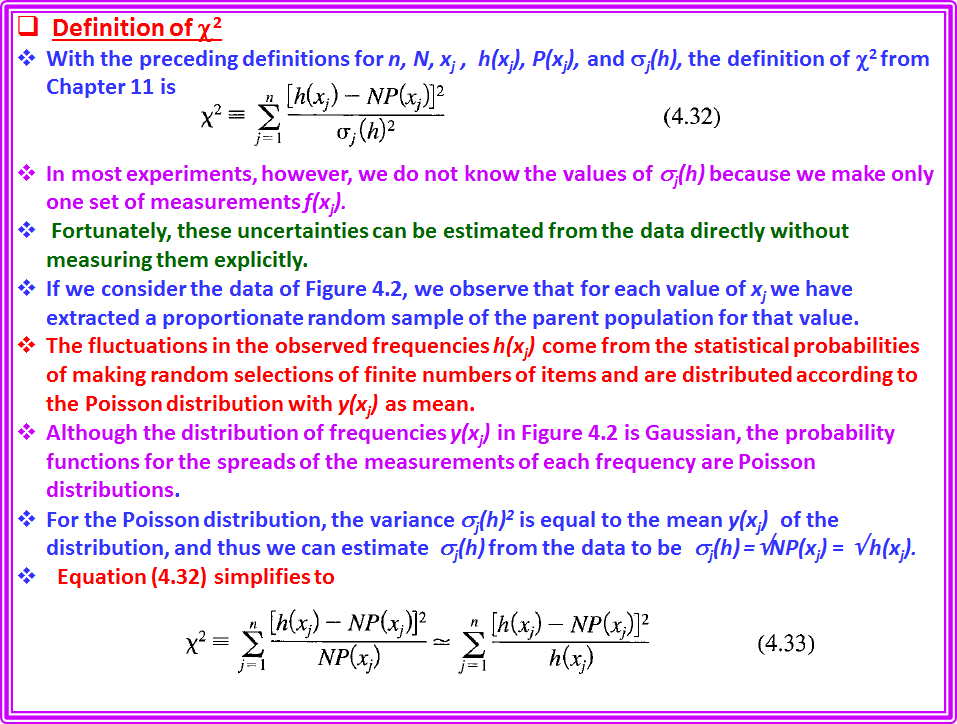 ❑ Definition of χ²
❖ With the preceding definitions for n, N, xⱼ , h(xⱼ), P(xⱼ), and σⱼ(h), the definition of χ² from
Chapter 11 is
χ² ≡ Σⱼ₌₁ⁿ [h(xⱼ) − NP(xⱼ)]² / σⱼ(h)² (4.32)
❖ In most experiments, however, we do not know the values of σⱼ(h) because we make only
one set of measurements f(xⱼ).
❖ Fortunately, these uncertainties can be estimated from the data directly without
measuring them explicitly.
❖ If we consider the data of Figure 4.2, we observe that for each value of xⱼ we have
extracted a proportionate random sample of the parent population for that value.
❖ The fluctuations in the observed frequencies h(xⱼ) come from the statistical probabilities
of making random selections of finite numbers of items and are distributed according to
the Poisson distribution with y(xⱼ) as mean.
❖ Although the distribution of frequencies y(xⱼ) in Figure 4.2 is Gaussian, the probability
functions for the spreads of the measurements of each frequency are Poisson
distributions.
❖ For the Poisson distribution, the variance σⱼ(h)² is equal to the mean y(xⱼ) of the
distribution, and thus we can estimate σⱼ(h) from the data to be σⱼ(h) = √NP(xⱼ) = √h(xⱼ).
❖ Equation (4.32) simplifies to
χ² ≡ Σⱼ₌₁ⁿ [h(xⱼ) − NP(xⱼ)]² / NP(xⱼ) ≃ Σⱼ₌₁ⁿ [h(xⱼ) − NP(xⱼ)]² / h(xⱼ) (4.33)